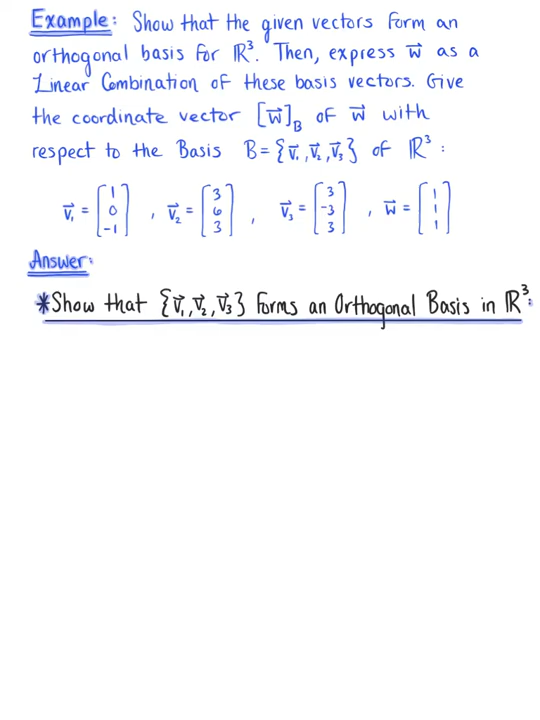 Example: Show that the given vectors form an
orthogonal basis for ℝ³. Then, express w⃗ as a
Linear Combination of these basis vectors. Give
the coordinate vector [w⃗]_B of w⃗ with
respect to the Basis B = {v⃗₁, v⃗₂, v⃗₃} of ℝ³:
v⃗₁ = [1 0 -1], v⃗₂ = [3 6 3], v⃗₃ = [3 -3 3], w⃗ = [1 1 1]
Answer:
*Show that {v⃗₁, v⃗₂, v⃗₃} Forms an Orthogonal Basis in ℝ³: